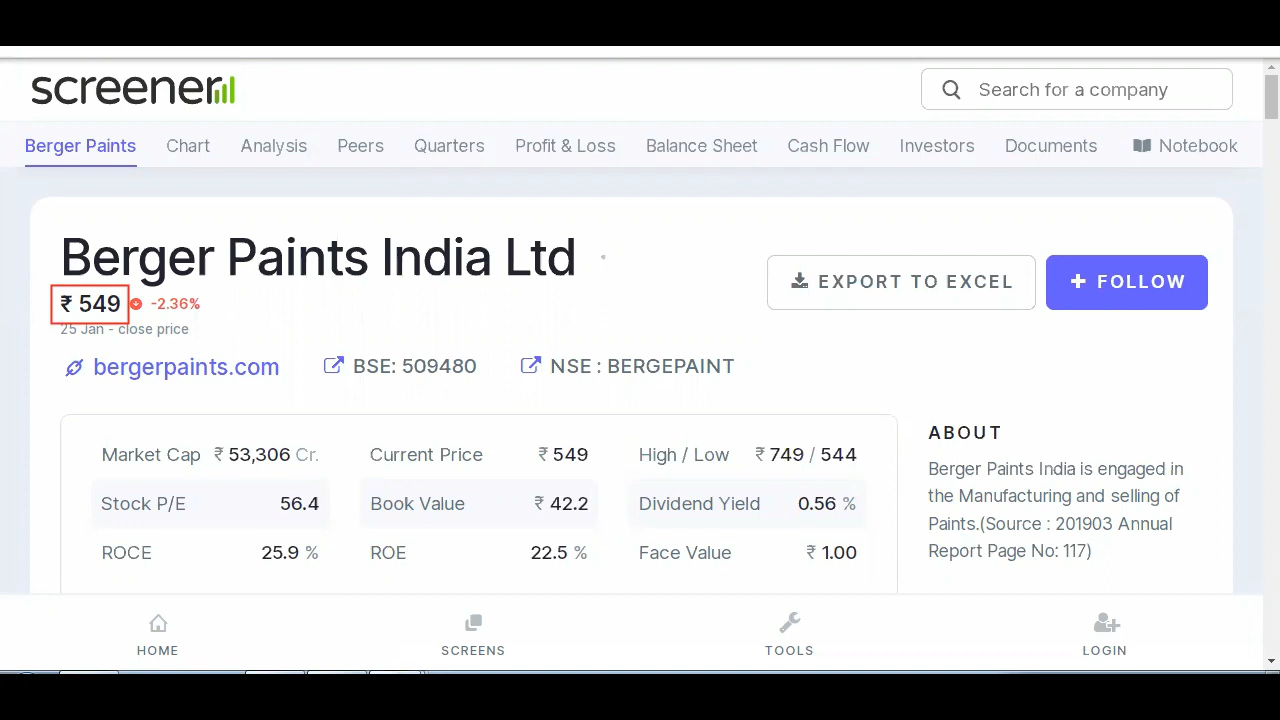 screener
Search for a company
Berger Paints Chart Analysis Peers Quarters Profit & Loss Balance Sheet Cash Flow Investors Documents Notebook
Berger Paints India Ltd
EXPORT TO EXCEL
FOLLOW
₹ 549 -2.36%
25 Jan - close price
bergerpaints.com BSE: 509480 NSE : BERGEPAINT
Market Cap ₹ 53,306 Cr. Current Price ₹ 549 High / Low ₹ 749 / 544
Stock P/E 56.4 Book Value ₹ 42.2 Dividend Yield 0.56 %
ROCE 25.9 % ROE 22.5 % Face Value ₹ 1.00
ABOUT
Berger Paints India is engaged in
the Manufacturing and selling of
Paints.(Source : 201903 Annual
Report Page No: 117)
HOME SCREENS TOOLS LOGIN